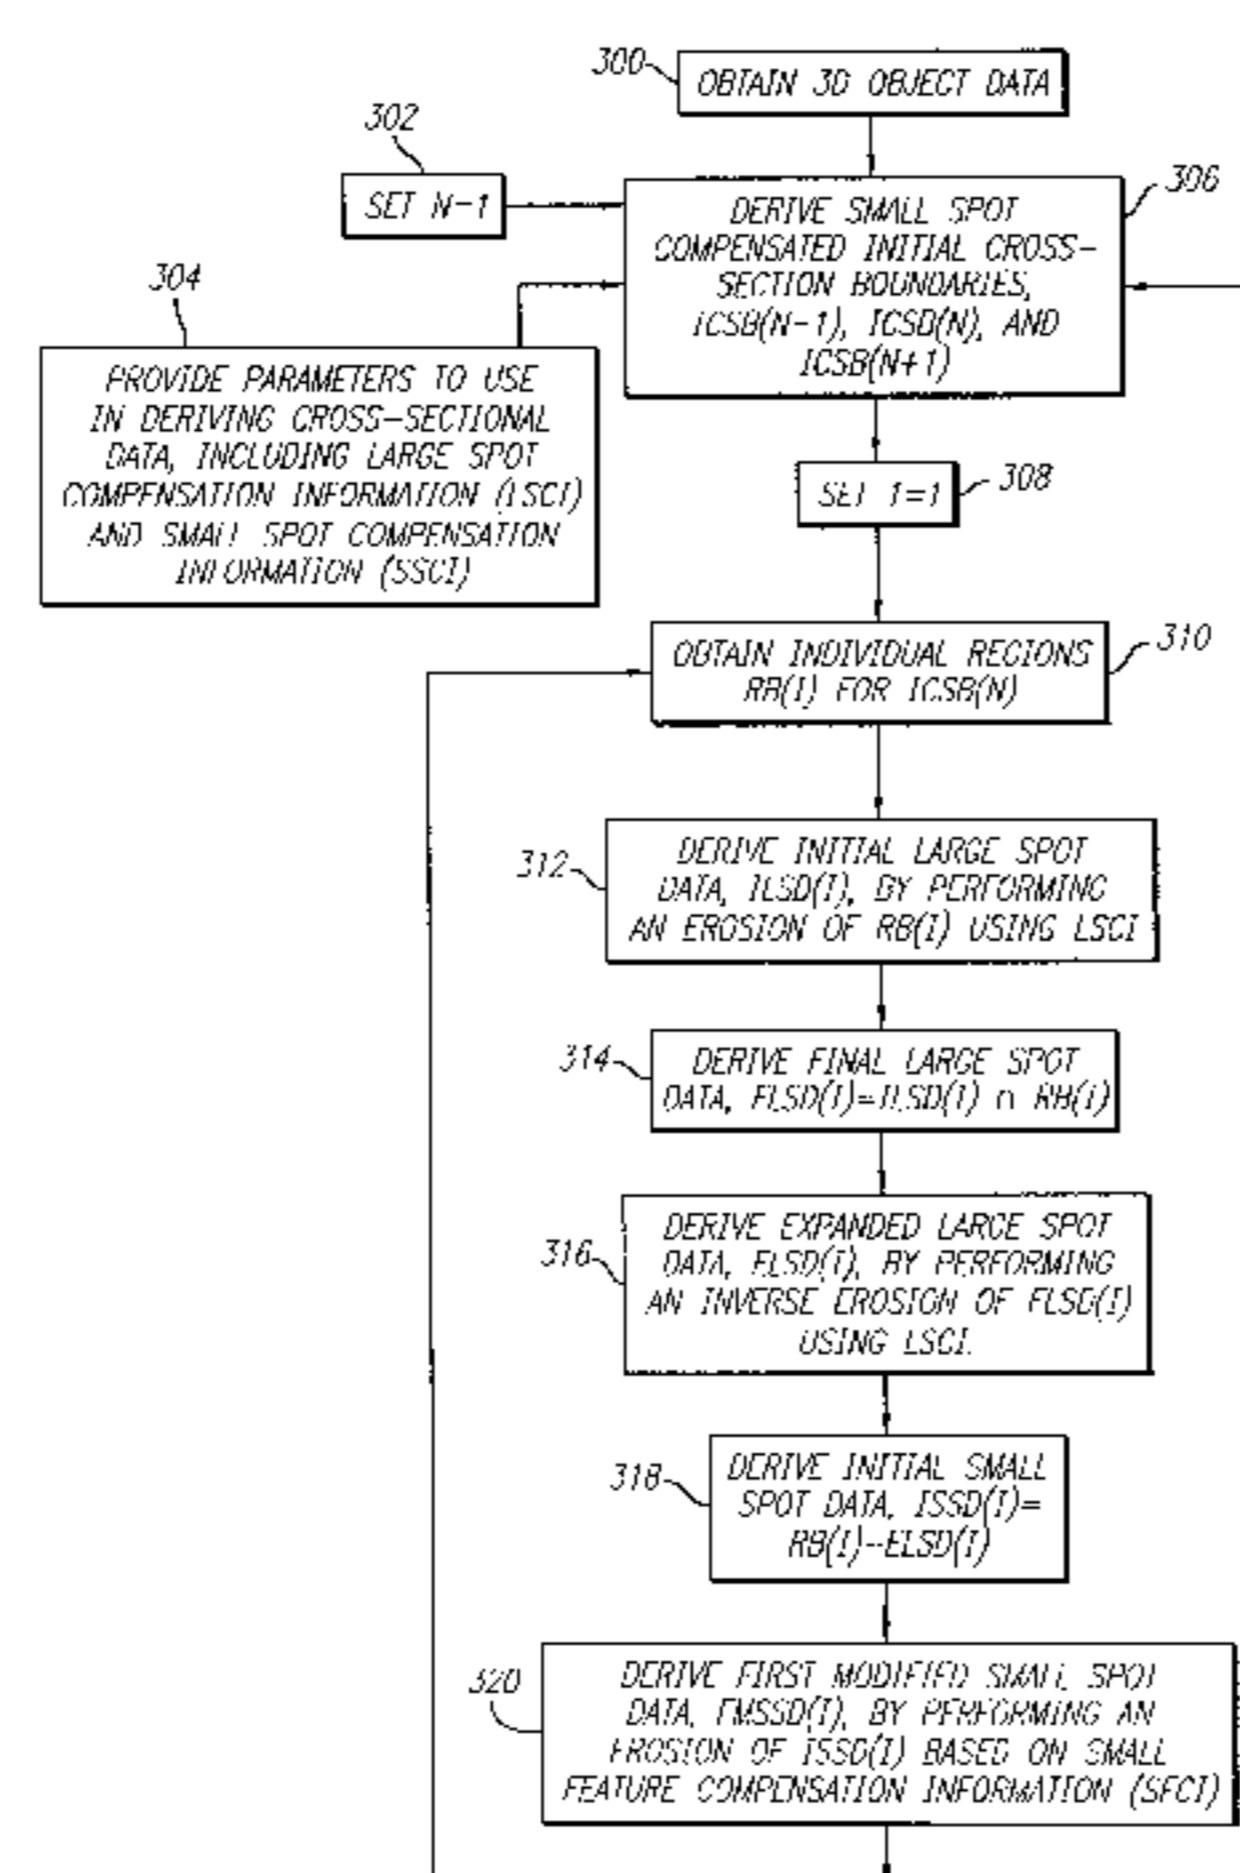 300
OBTAIN 3D OBJECT DATA
302
SET N=1
306
DERIVE SMALL SPOT
COMPENSATED INITIAL CROSS-
SECTION BOUNDARIES,
ICSB(N-1), ICSB(N), AND
ICSB(N+1)
304
PROVIDE PARAMETERS TO USE
IN DERIVING CROSS-SECTIONAL
DATA, INCLUDING LARGE SPOT
COMPENSATION INFORMATION (LSCI)
AND SMALL SPOT COMPENSATION
INFORMATION (SSCI)
SET I=1
308
OBTAIN INDIVIDUAL REGIONS
RB(I) FOR ICSB(N)
310
312
DERIVE INITIAL LARGE SPOT
DATA, ILSD(I), BY PERFORMING
AN EROSION OF RB(I) USING LSCI
314
DERIVE FINAL LARGE SPOT
DATA, FLSD(I)=ILSD(I) ∩ RB(I)
316
DERIVE EXPANDED LARGE SPOT
DATA, ELSD(I), BY PERFORMING
AN INVERSE EROSION OF FLSD(I)
USING LSCI.
318
DERIVE INITIAL SMALL
SPOT DATA, ISSD(I)=
RB(I)-ELSD(I)
320
DERIVE FIRST MODIFIED SMALL SPOT
DATA, FMSSD(I), BY PERFORMING AN
EROSION OF ISSD(I) BASED ON SMALL
FEATURE COMPENSATION INFORMATION (SFCI)